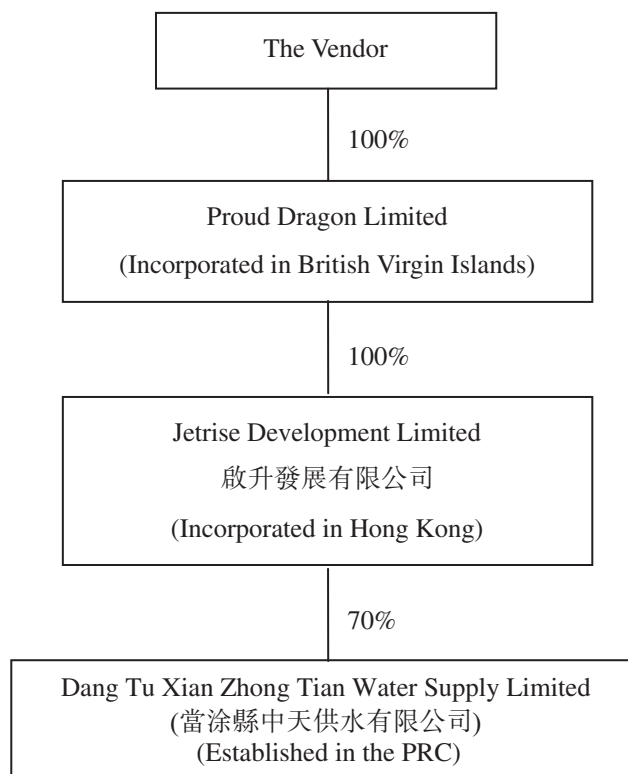 The Vendor
100%
Proud Dragon Limited
(Incorporated in British Virgin Islands)
100%
Jetrise Development Limited
啟升發展有限公司
(Incorporated in Hong Kong)
70%
Dang Tu Xian Zhong Tian Water Supply Limited
(當涂縣中天供水有限公司)
(Established in the PRC)